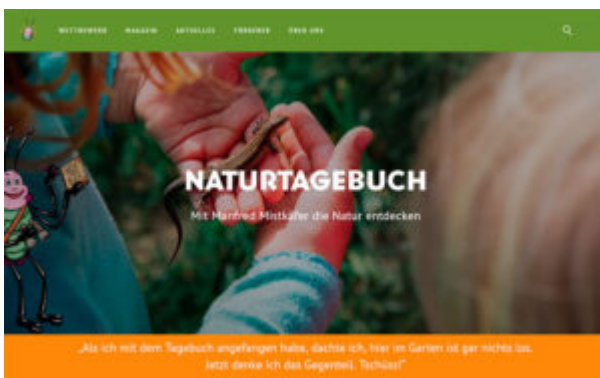 WETTBEWERB MAGAZIN AKTUELLES FÖRDERER ÜBER UNS
NATURTAGEBUCH
Mit Manfred Mistkäfer die Natur entdecken
„Als ich mit dem Tagebuch angefangen habe, dachte ich, hier im Garten ist gar nichts los.
Jetzt denke ich das Gegenteil. Tschüss!“